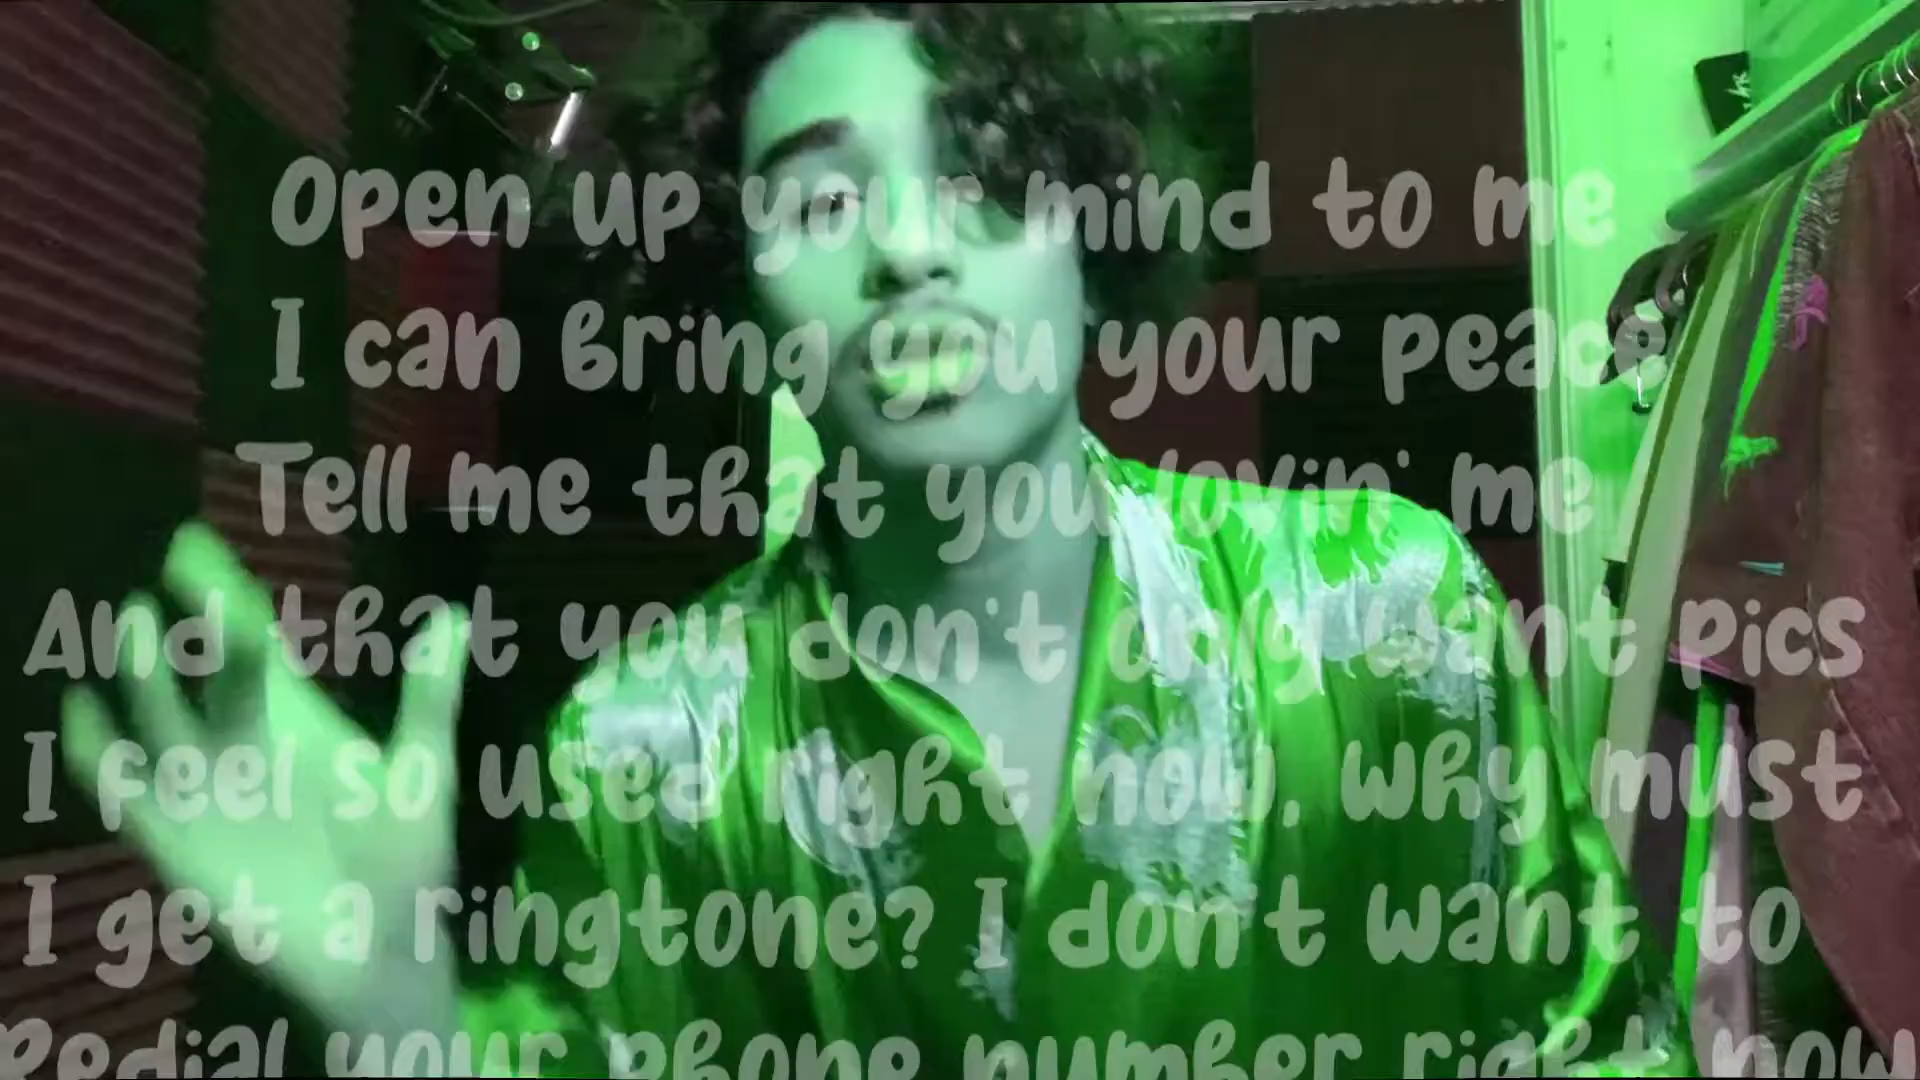 Open up your mind to me
I can bring you your peace
Tell me that you lovin' me
And that you don't only want pics
I feel so used right now, why must
I get a ringtone? I don't want to
Redial your phone number right now